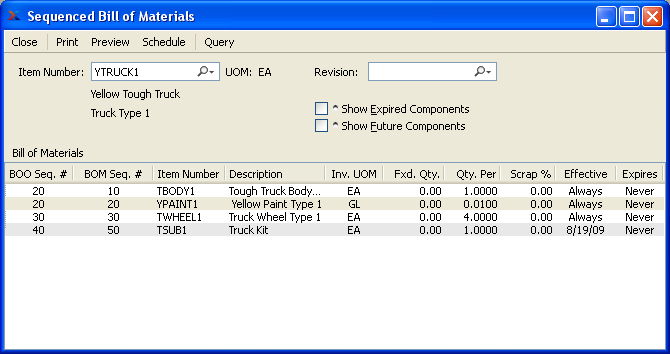 Sequenced Bill of Materials
Close Print Preview Schedule Query
Item Number: YTRUCK1 UOM: EA Revision:
Yellow Tough Truck
Truck Type 1
^ Show Expired Components
^ Show Future Components
Bill of Materials
BOO Seq. # BOM Seq. # Item Number Description Inv. UOM Fxd. Qty. Qty. Per Scrap % Effective Expires
20 10 TBODY1 Tough Truck Body... EA 0.00 1.0000 0.00 Always Never
20 20 YPAINT1 Yellow Paint Type 1 GL 0.00 0.0100 0.00 Always Never
30 30 TWHEEL1 Truck Wheel Type 1 EA 0.00 4.0000 0.00 Always Never
40 50 TSUB1 Truck Kit EA 0.00 1.0000 0.00 8/19/09 Never